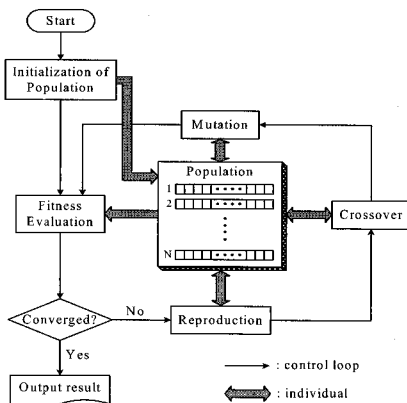 Start
Initialization of
Population
Mutation
Population
1
2
N
Fitness
Evaluation
Crossover
Converged?
No
Reproduction
Yes
Output result
: control loop
: individual